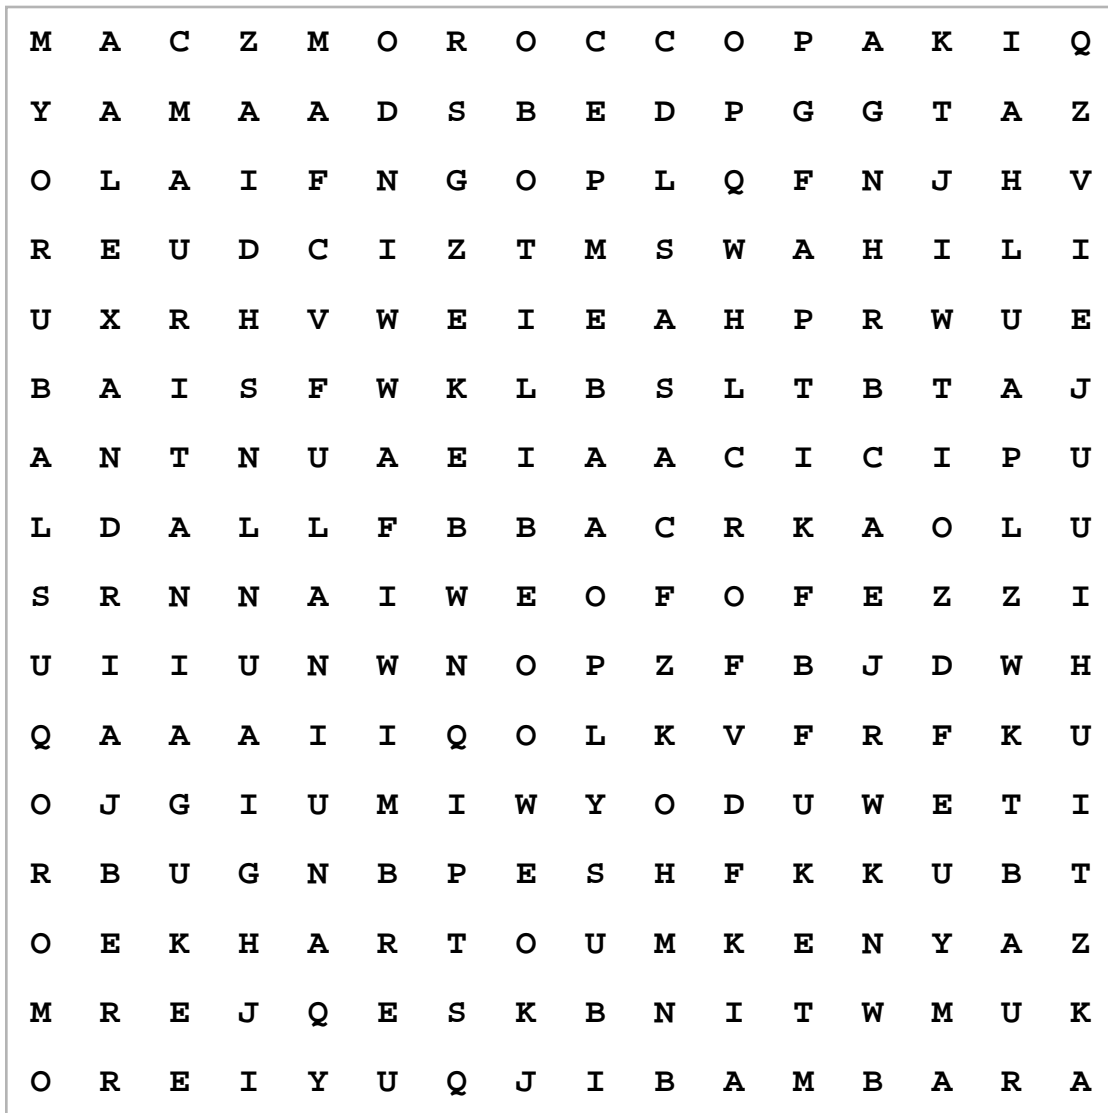 M A C Z M O R O C C O P A K I Q
Y A M A A D S B E D P G G T A Z
O L A I F N G O P L Q F N J H V
R E U D C I Z T M S W A H I L I
U X R H V W E I E A H P R W U E
B A I S F W K L B S L T B T A J
A N T N U A E I A A C I C I P U
L D A L L F B B A C R K A O L U
S R N N A I W E O F O F E Z Z I
U I I U N W N O P Z F B J D W H
Q A A A I I Q O L K V F R F K U
O J G I U M I W Y O D U W E T I
R B U G N B P E S H F K K U B T
O E K H A R T O U M K E N Y A Z
M R E J Q E S K B N I T W M U K
O R E I Y U Q J I B A M B A R A